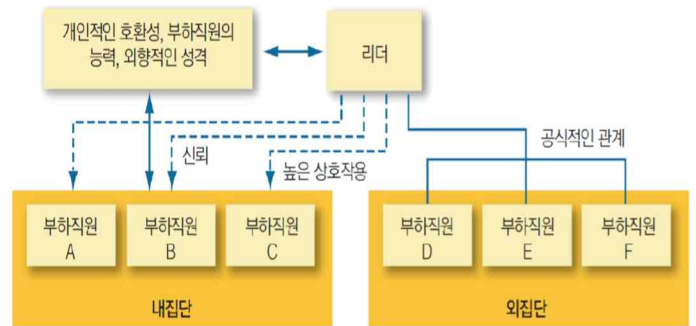 개인적인 호환성, 부하직원의
능력, 외향적인 성격
리더
공식적인 관계
신뢰
높은 상호작용
부하직원
A
부하직원
B
부하직원
C
부하직원
D
부하직원
E
부하직원
F
내집단
외집단